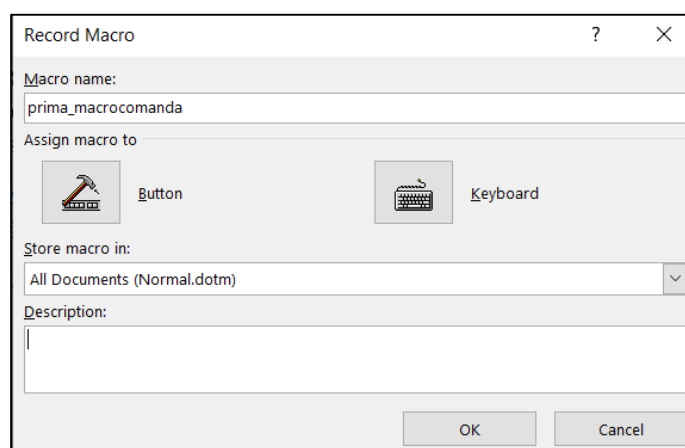 Record Macro ?
Macro name:
prima_macrocomanda
Assign macro to
Button Keyboard
Store macro in:
All Documents (Normal.dotm)
Description:
OK Cancel